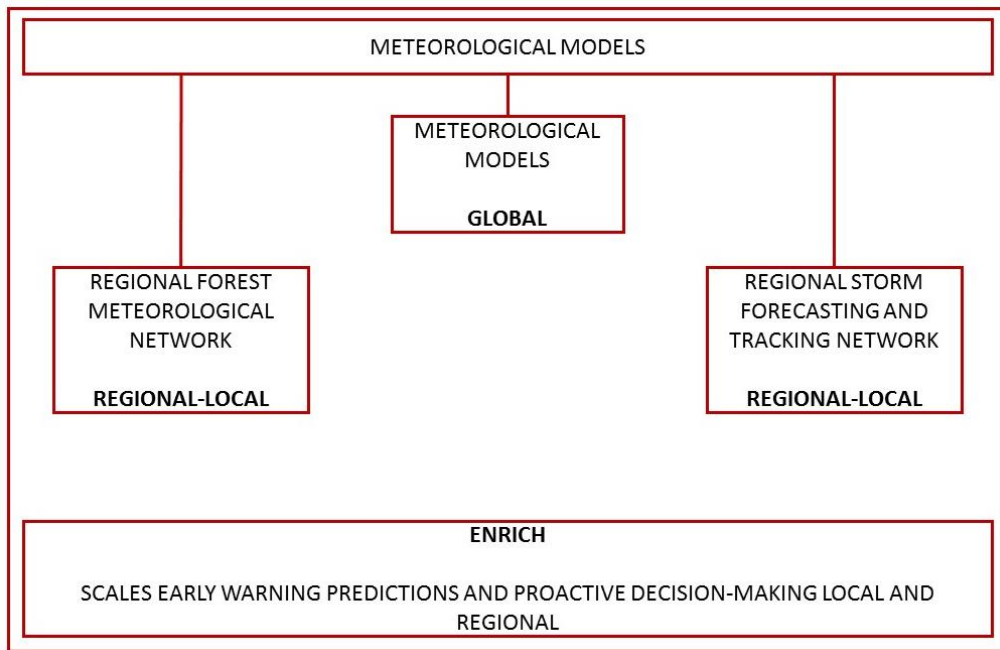 METEOROLOGICAL MODELS
METEOROLOGICAL
MODELS
GLOBAL
REGIONAL FOREST
METEOROLOGICAL
NETWORK
REGIONAL-LOCAL
REGIONAL STORM
FORECASTING AND
TRACKING NETWORK
REGIONAL-LOCAL
ENRICH
SCALES EARLY WARNING PREDICTIONS AND PROACTIVE DECISION-MAKING LOCAL AND
REGIONAL